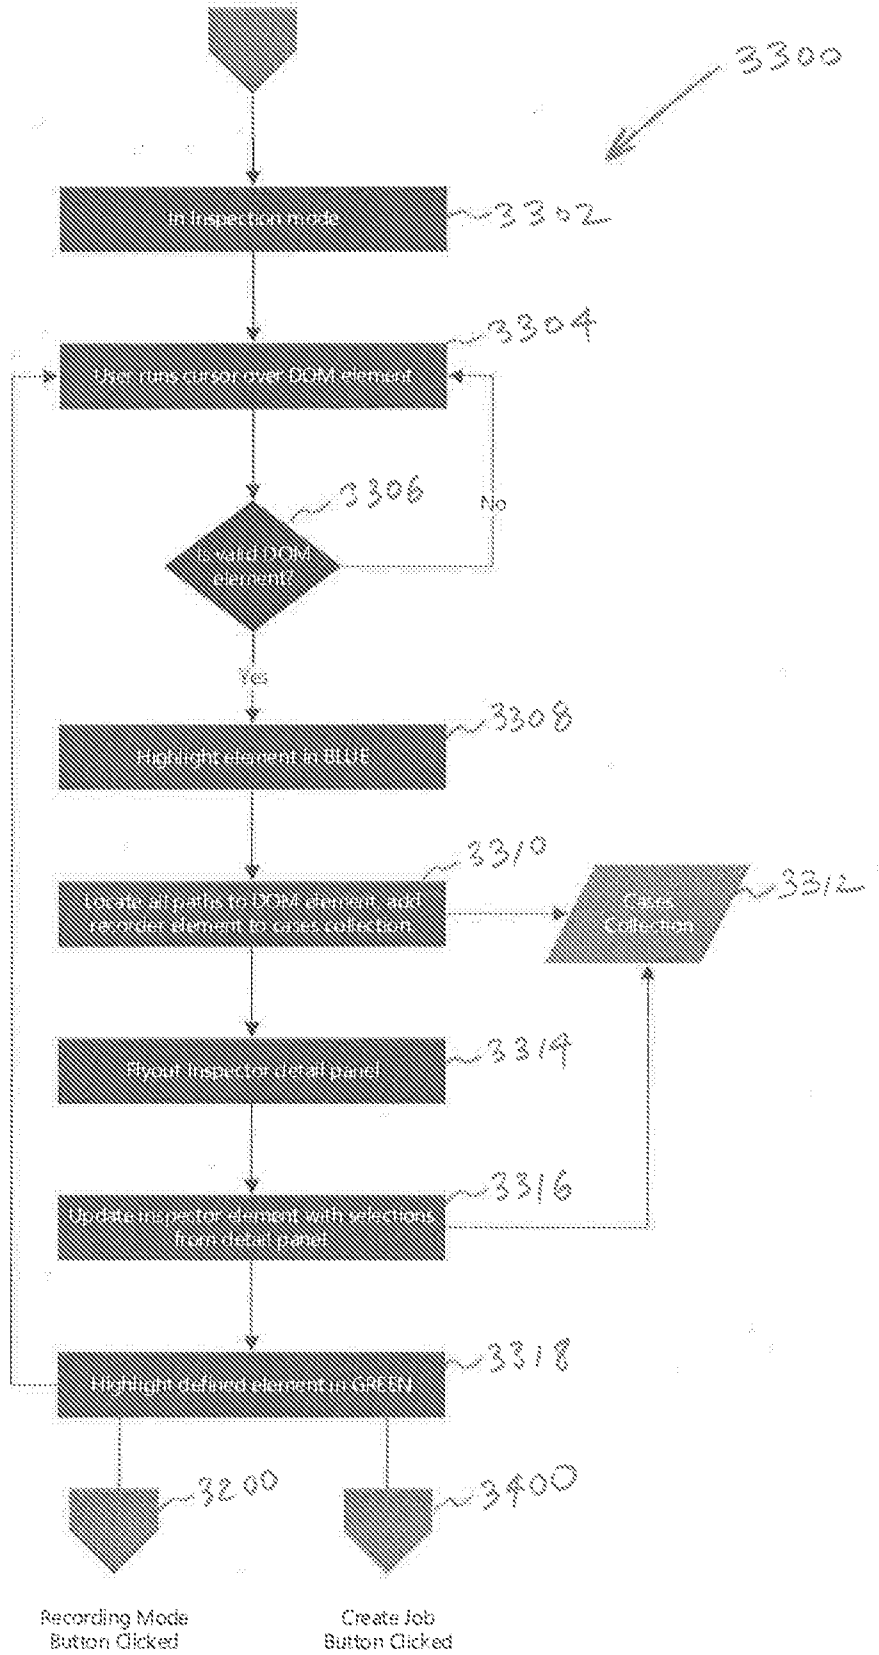 3300
In Inspection mode
3302
3304
User runs cursor over DOM element
3306
No
Is valid DOM
element?
Yes
3308
Highlight element in BLUE
3310
Locate all paths to DOM element, add
recorder element to cases collection
Cases
Collection
3312
Flyout Inspector detail panel
3314
3316
Update inspector element with selections
from detail panel
3318
Highlight defined element in GREEN
3200
3400
Recording Mode
Button Clicked
Create Job
Button Clicked